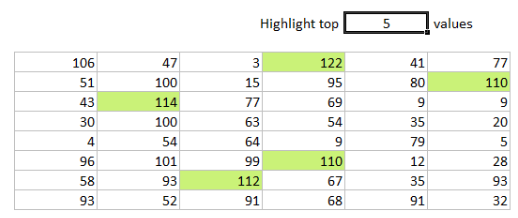 Highlight top 5 values
106 47 3 122 41 77
51 100 15 95 80 110
43 114 77 69 9 9
30 100 63 54 35 20
4 54 64 9 79 5
96 101 99 110 12 28
58 93 112 67 35 93
93 52 91 68 91 32